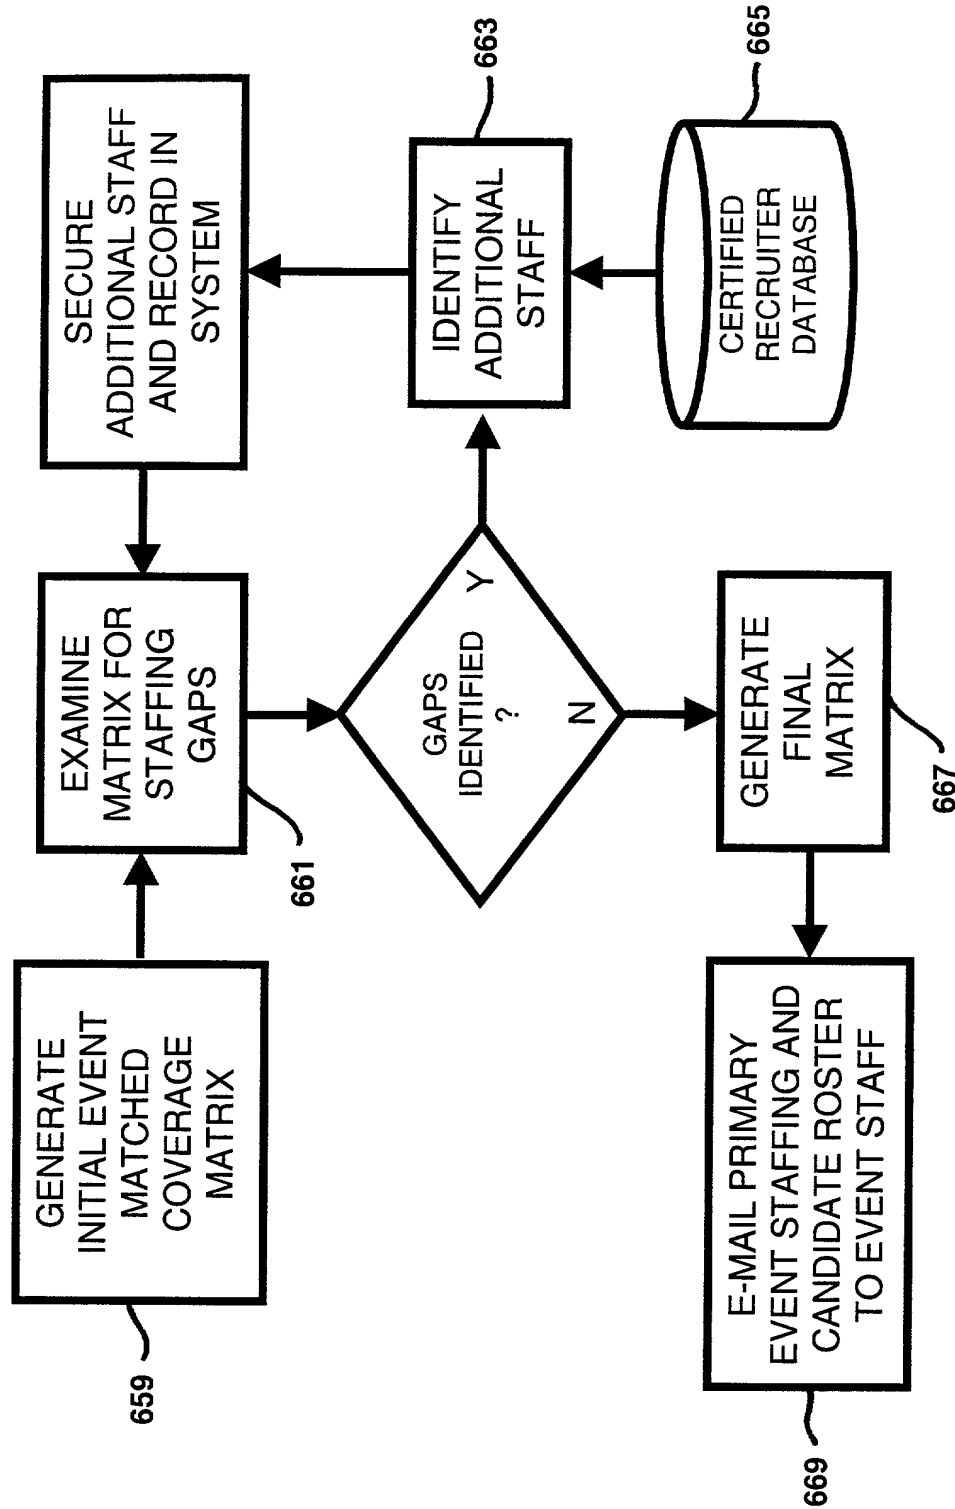 GENERATE
INITIAL EVENT
MATCHED
COVERAGE
MATRIX
659
EXAMINE
MATRIX FOR
STAFFING
GAPS
661
SECURE
ADDITIONAL STAFF
AND RECORD IN
SYSTEM
GAPS
IDENTIFIED
?
Y
N
IDENTIFY
ADDITIONAL
STAFF
663
CERTIFIED
RECRUITER
DATABASE
665
GENERATE
FINAL
MATRIX
667
E-MAIL PRIMARY
EVENT STAFFING AND
CANDIDATE ROSTER
TO EVENT STAFF
669